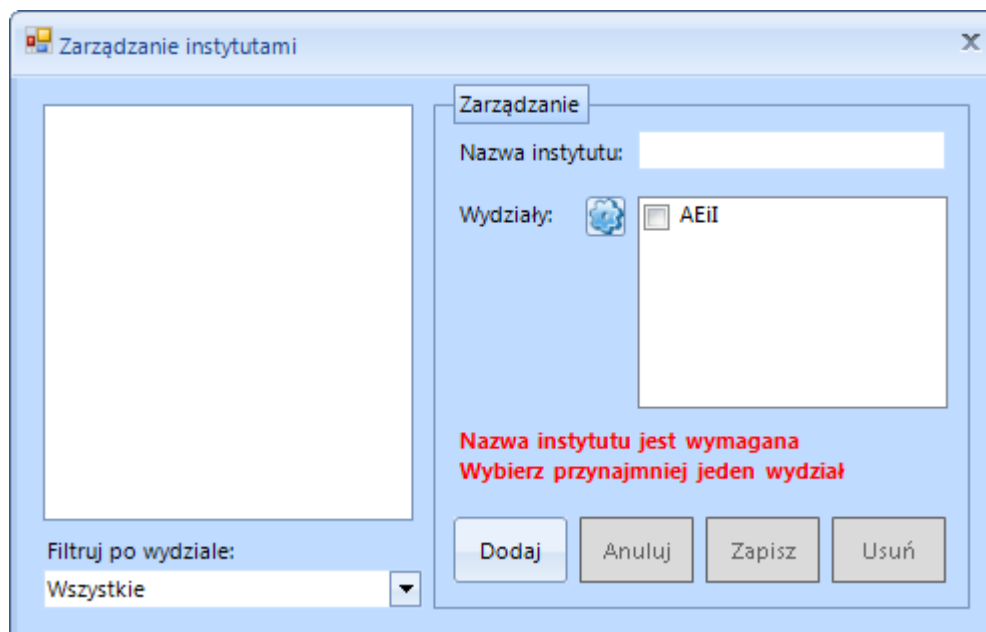 Zarządzanie instytutami
Zarządzanie
Nazwa instytutu:
Wydziały:
AEiI
Nazwa instytutu jest wymagana
Wybierz przynajmniej jeden wydział
Dodaj
Anuluj
Zapisz
Usuń
Filtruj po wydziale:
Wszystkie